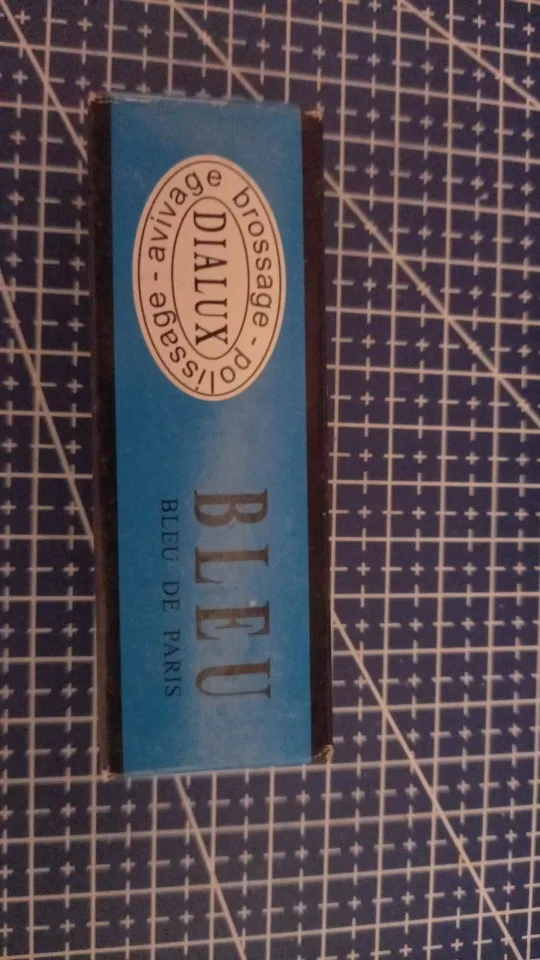 brossage - polissage - avivage
DIALUX
BLEU
BLEU DE PARIS